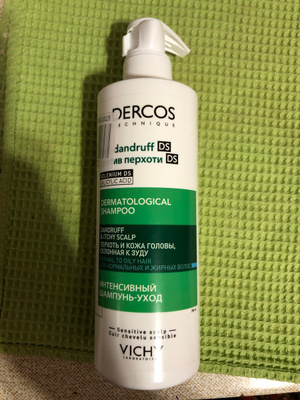 DERCOS
TECHNIQUE
dandruff DS
ив перхоти DS
SELENIUM DS
SALICYLIC ACID
DERMATOLOGICAL
SHAMPOO
DANDRUFF
& ITCHY SCALP
ПЕРХОТЬ И КОЖА ГОЛОВЫ,
СКЛОННАЯ К ЗУДУ
NORMAL TO OILY HAIR
НОРМАЛЬНЫХ И ЖИРНЫХ ВОЛОС
ИНТЕНСИВНЫЙ
ШАМПУНЬ-УХОД
Sensitive scalp
Cuir chevelu sensible
VICHY
LABORATOIRES